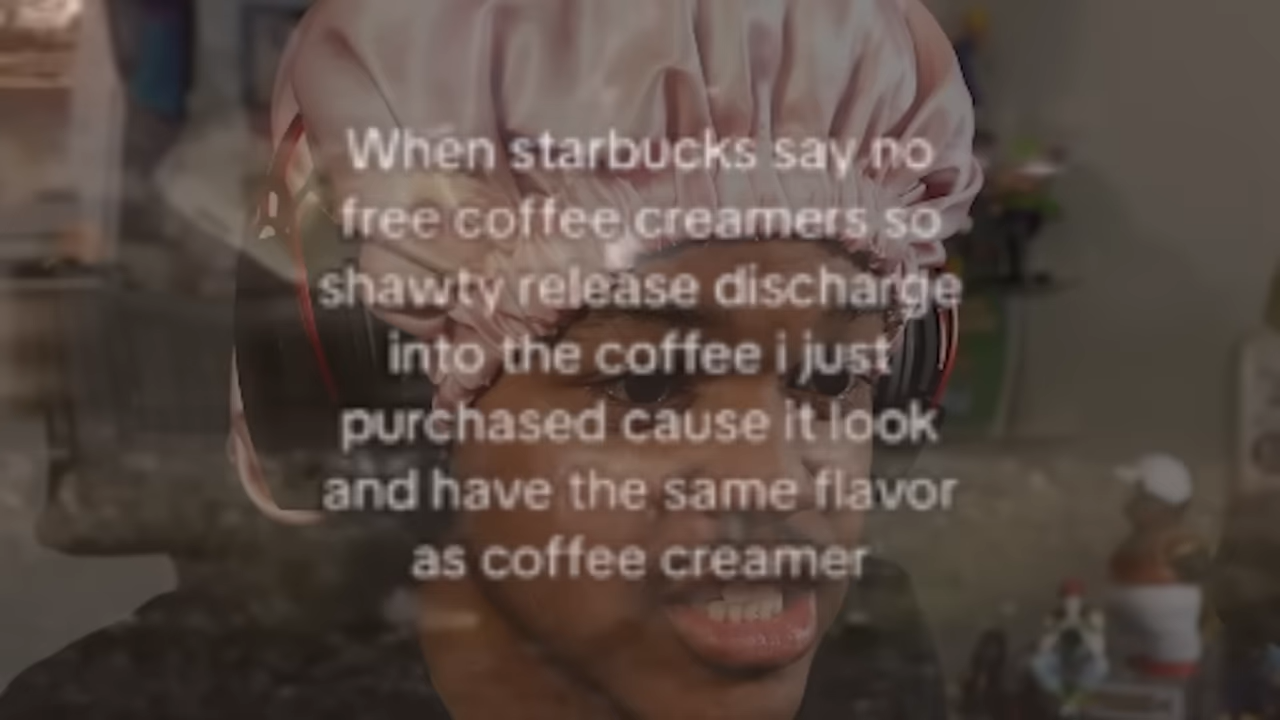 When starbucks say no
free coffee creamers so
shawty release discharge
into the coffee i just
purchased cause it look
and have the same flavor
as coffee creamer